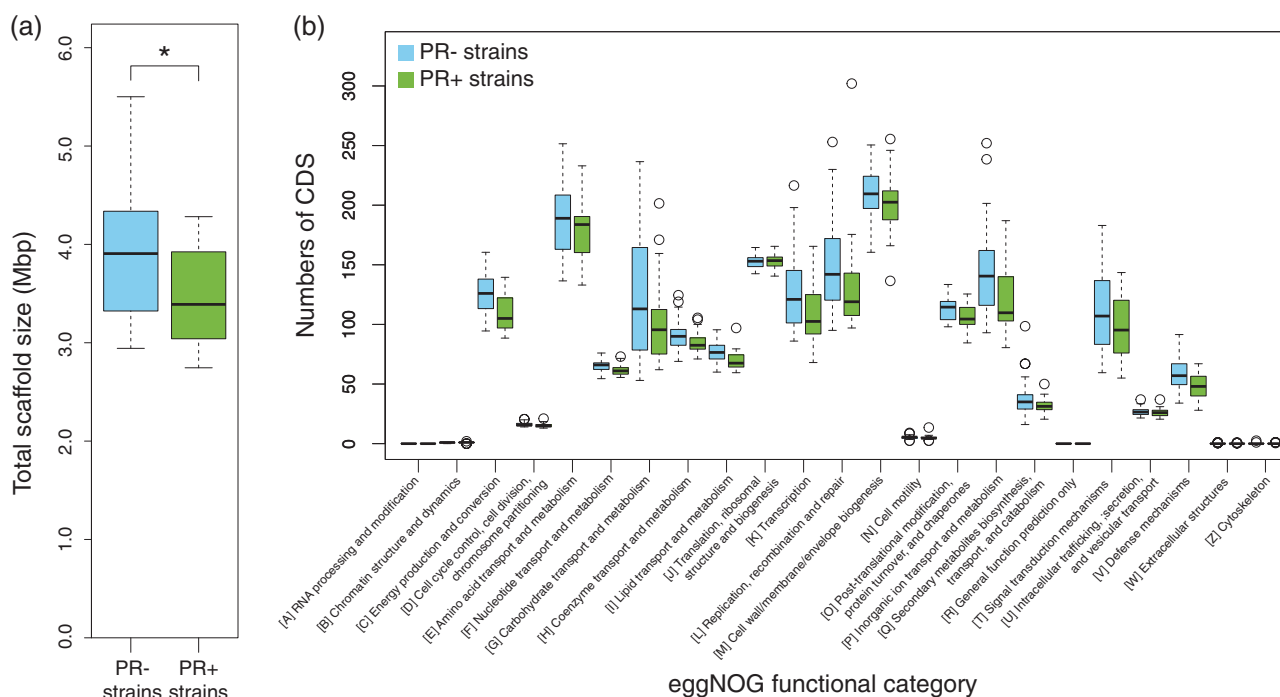 (a)
Total scaffold size (Mbp)
6.0
5.0
4.0
3.0
2.0
1.0
0.0
*
PR-
strains
PR+
strains
(b)
PR- strains
PR+ strains
Numbers of CDS
300
250
200
150
100
50
0
[A] RNA processing and modification
[B] Chromatin structure and dynamics
[C] Energy production and conversion
[D] Cell cycle control, cell division,
chromosome partitioning
[E] Amino acid transport and metabolism
[F] Nucleotide transport and metabolism
[G] Carbohydrate transport and metabolism
[H] Coenzyme transport and metabolism
[I] Lipid transport and metabolism
[J] Translation, ribosomal
structure and biogenesis
[K] Transcription
[L] Replication, recombination and repair
[M] Cell wall/membrane/envelope biogenesis
[N] Cell motility
[O] Post-translational modification,
protein turnover, and chaperones
[P] Inorganic ion transport and metabolism
[Q] Secondary metabolites biosynthesis,
transport, and catabolism
[R] General function prediction only
[T] Signal transduction mechanisms
[U] Intracellular trafficking, ;secretion,
and vesicular transport
[V] Defense mechanisms
[W] Extracellular structures
[Z] Cytoskeleton
eggNOG functional category